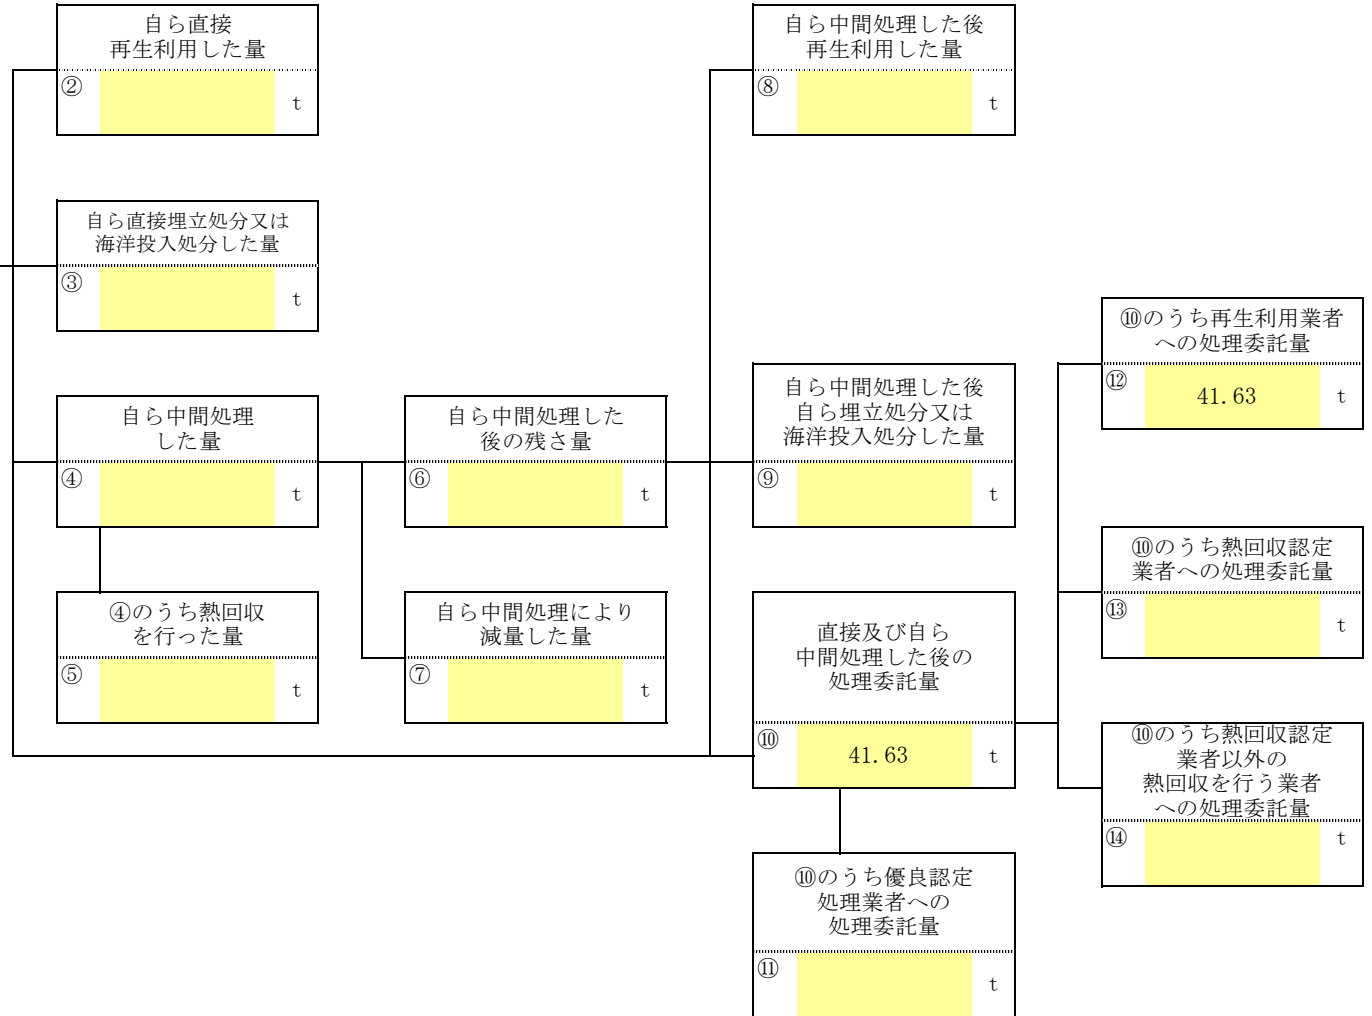 自ら直接
再生利用した量
②
t
自ら中間処理した後
再生利用した量
⑧
t
自ら直接埋立処分又は
海洋投入処分した量
③
t
⑩のうち再生利用業者
への処理委託量
⑫
41.63
t
自ら中間処理
した量
④
t
自ら中間処理した
後の残さ量
⑥
t
自ら中間処理した後
自ら埋立処分又は
海洋投入処分した量
⑨
t
⑩のうち熱回収認定
業者への処理委託量
⑬
t
④のうち熱回収
を行った量
⑤
t
自ら中間処理により
減量した量
⑦
t
直接及び自ら
中間処理した後の
処理委託量
⑩
41.63
t
⑩のうち熱回収認定
業者以外の
熱回収を行う業者
への処理委託量
⑭
t
⑩のうち優良認定
処理業者への
処理委託量
⑪
t